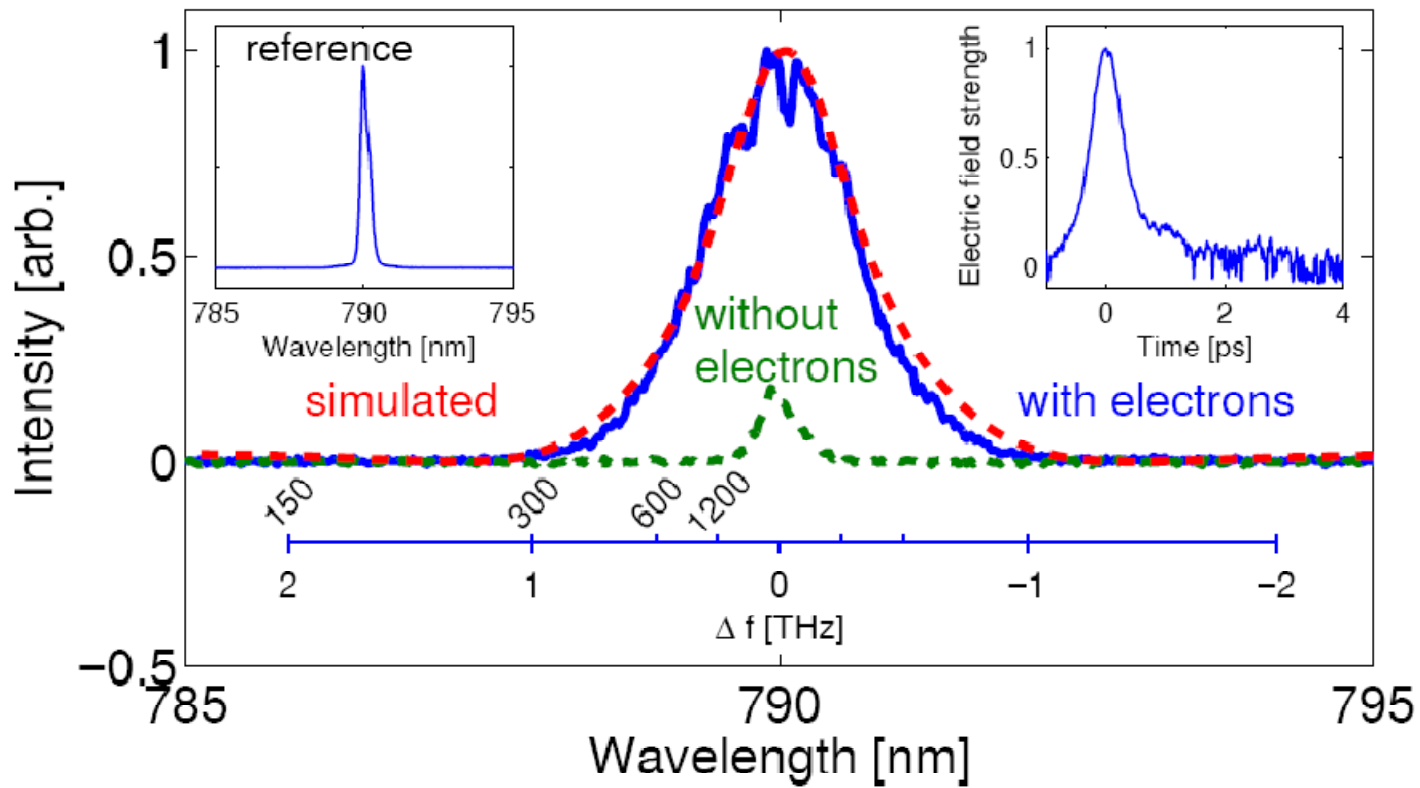 1
0.5
0
−0.5
Intensity [arb.]
reference
785
790
795
Wavelength [nm]
simulated
without
electrons
1
0.5
0
Electric field strength
0
2
4
Time [ps]
with electrons
150
300
600
1200
2
1
0
−1
−2
Δ f [THz]
785
790
795
Wavelength [nm]